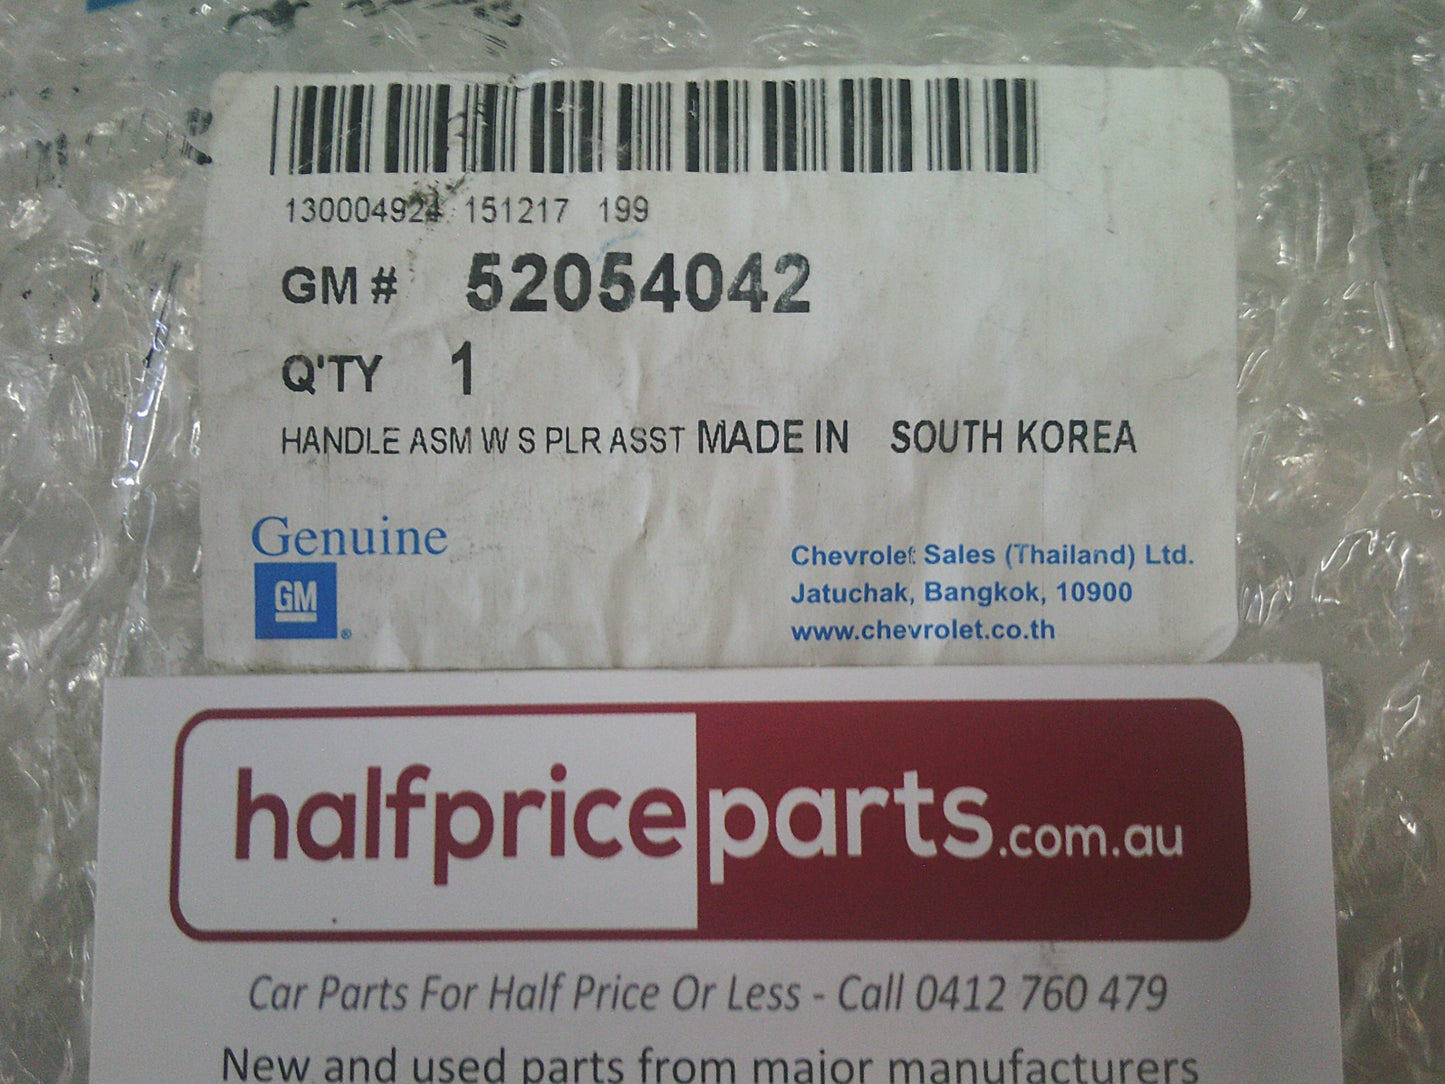 130004924 151217 199
GM # 52054042
Q'TY 1
HANDLE ASM W S PLR ASST MADE IN SOUTH KOREA
Genuine
GM ®
Chevrolet Sales (Thailand) Ltd.
Jatuchak, Bangkok, 10900
www.chevrolet.co.th
halfpriceparts.com.au
Car Parts For Half Price Or Less - Call 0412 760 479
New and used parts from major manufacturers